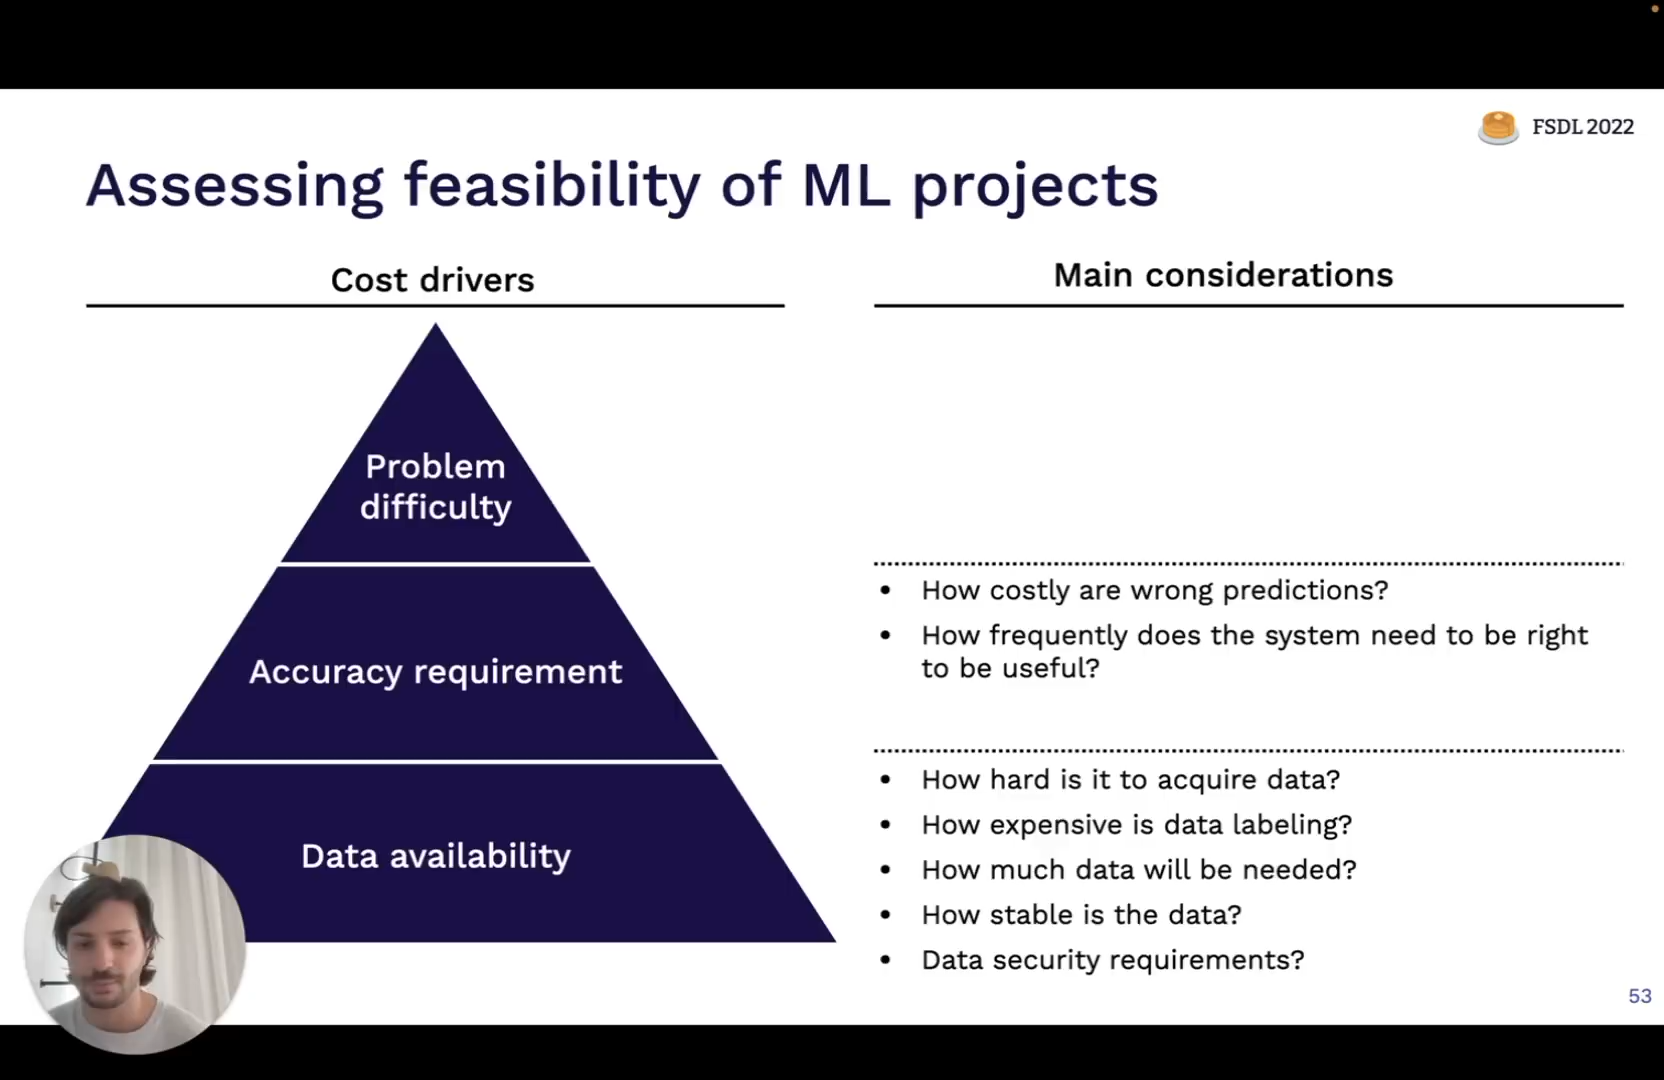 FSDL 2022
Assessing feasibility of ML projects
Cost drivers
Main considerations
Problem
difficulty
Accuracy requirement
Data availability
• How costly are wrong predictions?
• How frequently does the system need to be right
to be useful?
• How hard is it to acquire data?
• How expensive is data labeling?
• How much data will be needed?
• How stable is the data?
• Data security requirements?
53